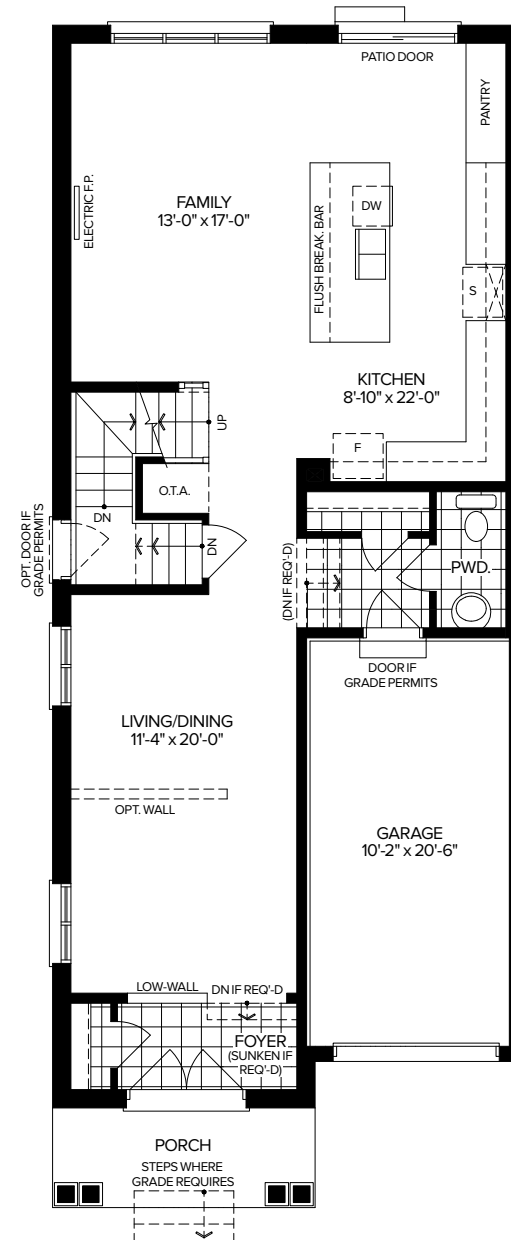 PATIO DOOR
PANTRY
ELECTRIC F.P.
FAMILY
13'-0" x 17'-0"
FLUSH BREAK. BAR
DW
S
KITCHEN
8'-10" x 22'-0"
F
UP
O.T.A.
DN
DN
OPT. DOOR IF
GRADE PERMITS
(DN IF REQ'-D)
PWD.
DOOR IF
GRADE PERMITS
LIVING/DINING
11'-4" x 20'-0"
OPT. WALL
GARAGE
10'-2" x 20'-6"
LOW-WALL
DN IF REQ'-D
FOYER
(SUNKEN IF
REQ'-D)
PORCH
STEPS WHERE
GRADE REQUIRES